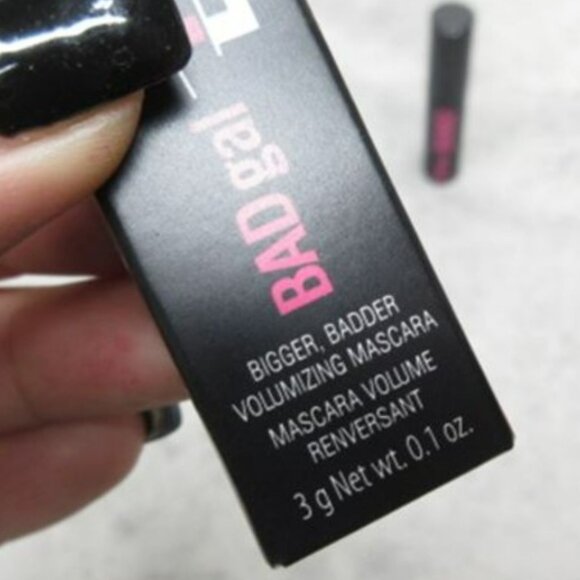 BAD gal
BIGGER, BADDER
VOLUMIZING MASCARA
MASCARA VOLUME
RENVERSANT
3 g Net wt. 0.1 oz.